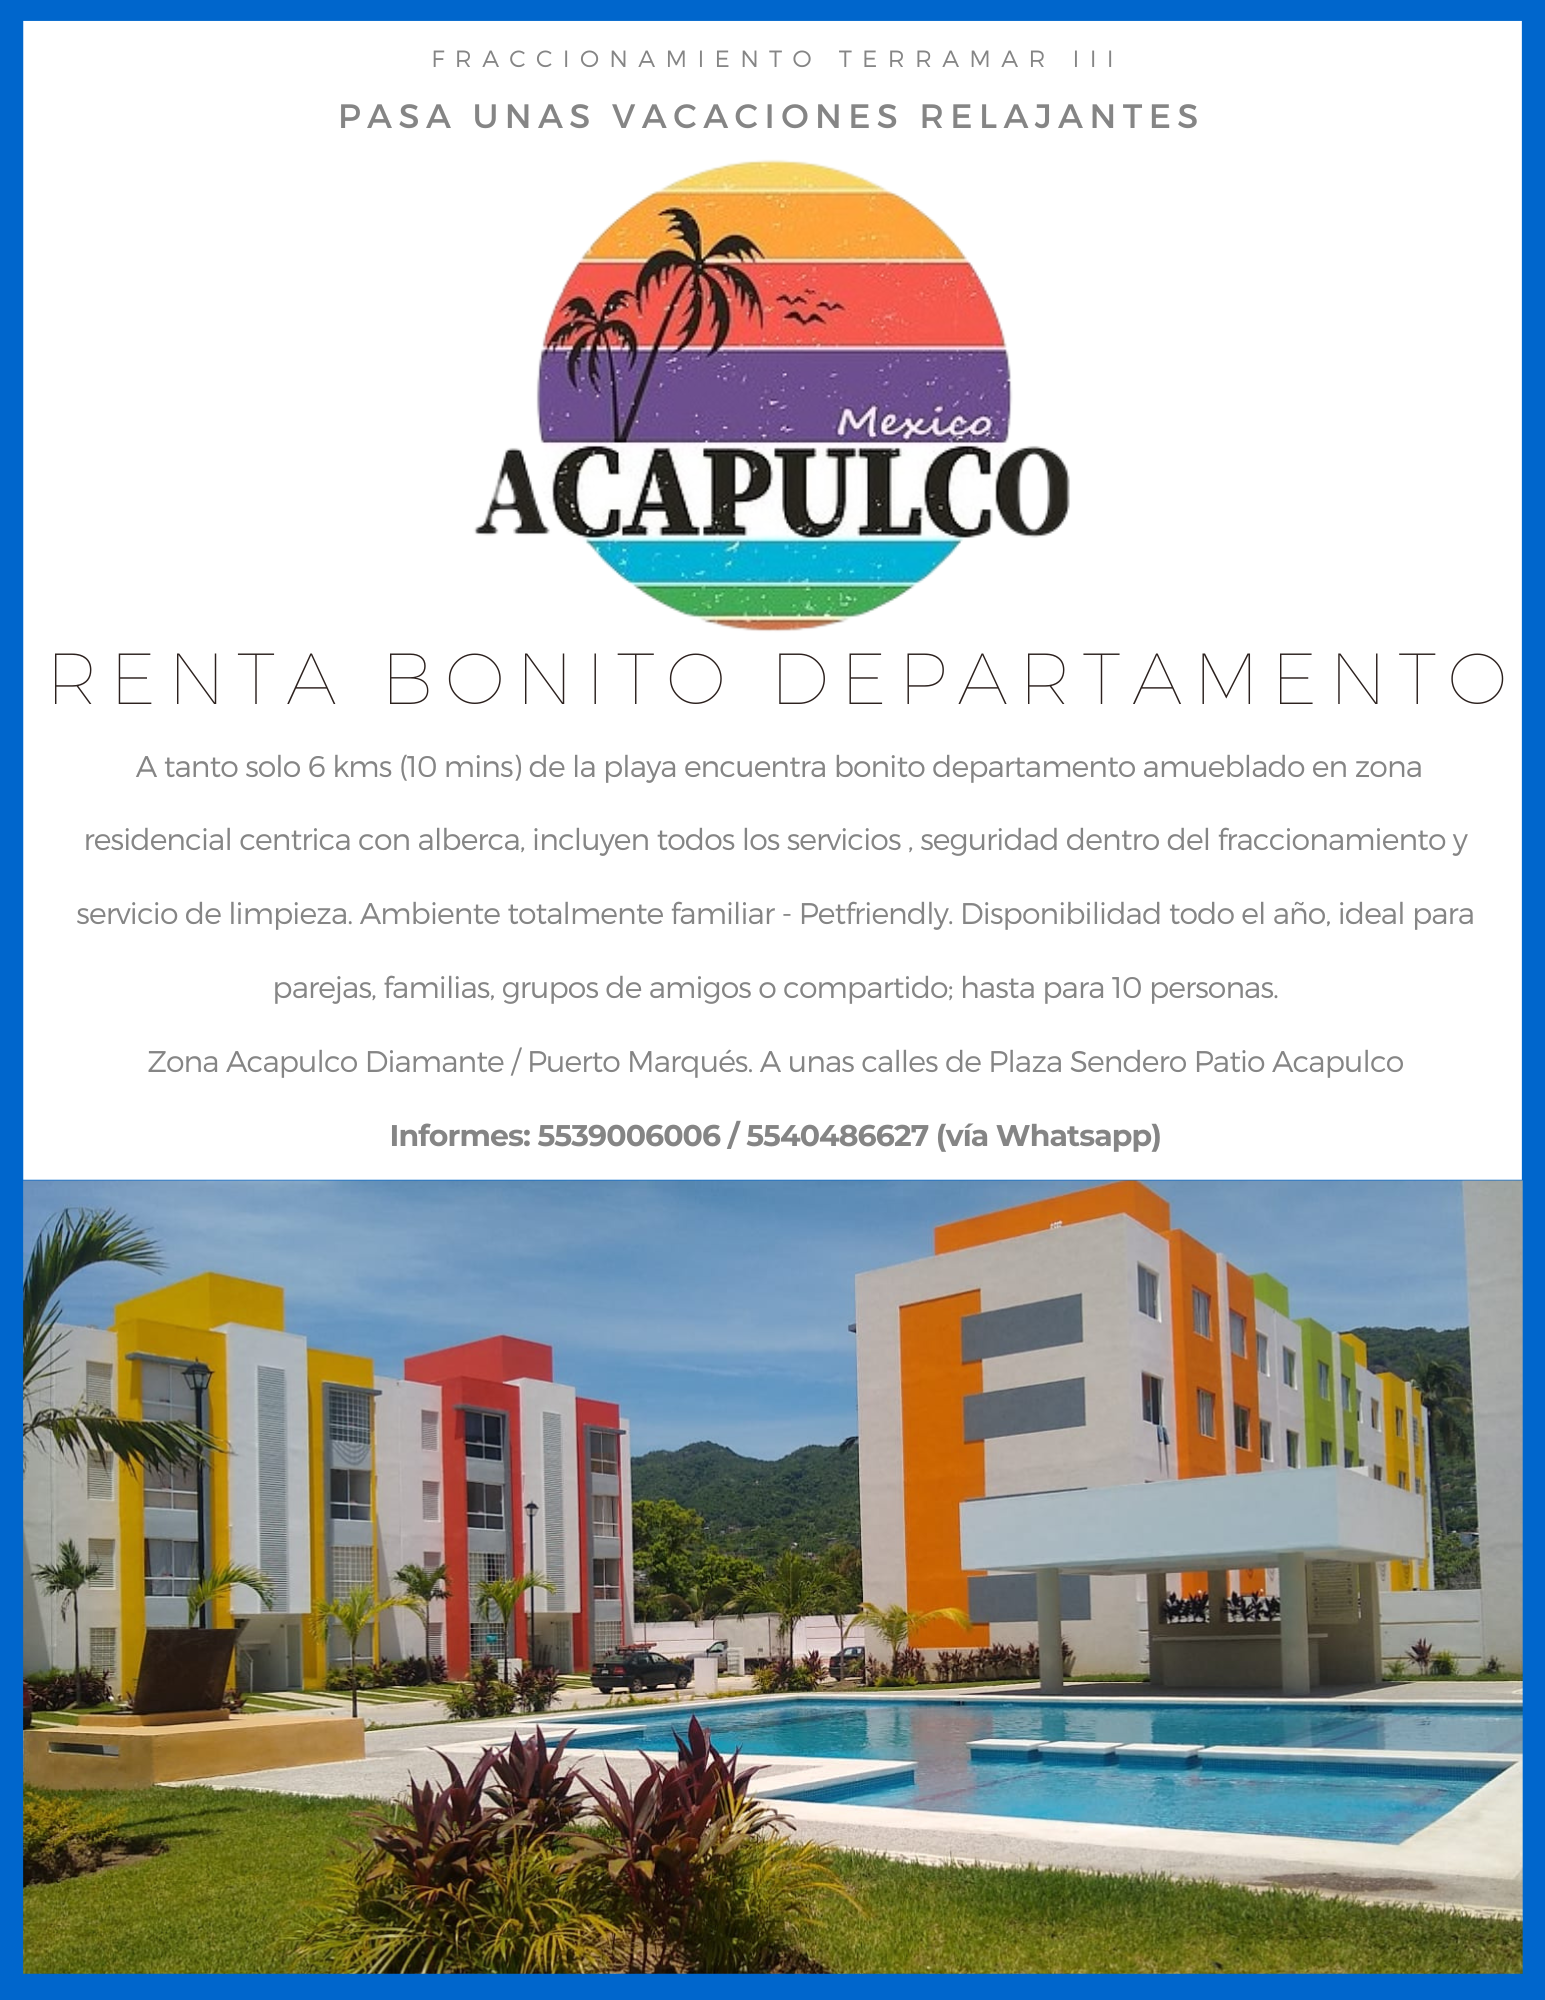 FRACCIONAMIENTO TERRAMAR III
PASA UNAS VACACIONES RELAJANTES
Mexico
ACAPULCO
RENTA BONITO DEPARTAMENTO
A tanto solo 6 kms (10 mins) de la playa encuentra bonito departamento amueblado en zona
residencial centrica con alberca, incluyen todos los servicios , seguridad dentro del fraccionamiento y
servicio de limpieza. Ambiente totalmente familiar - Petfriendly. Disponibilidad todo el año, ideal para
parejas, familias, grupos de amigos o compartido; hasta para 10 personas.
Zona Acapulco Diamante / Puerto Marqués. A unas calles de Plaza Sendero Patio Acapulco
Informes: 5539006006 / 5540486627 (vía Whatsapp)